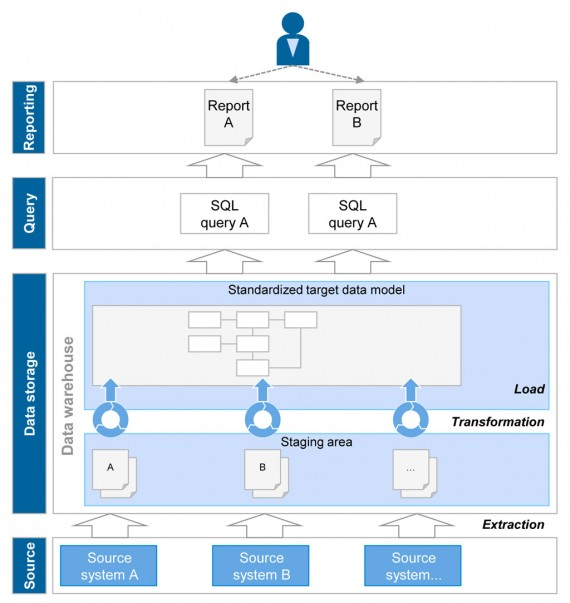 Reporting
Report
A
Report
B
Query
SQL
query A
SQL
query A
Data storage
Data warehouse
Standardized target data model
Load
Transformation
Staging area
A
B
...
Extraction
Source
Source
system A
Source
system B
Source
system...